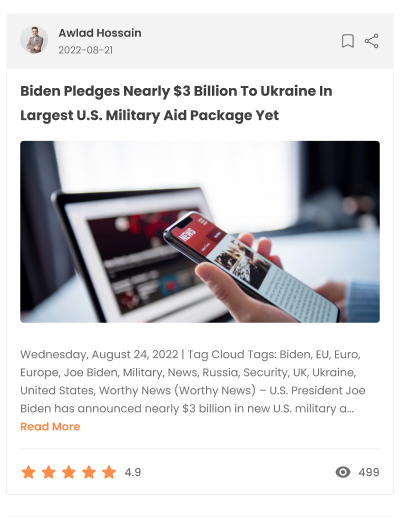 Awlad Hossain
2022-08-21
Biden Pledges Nearly $3 Billion To Ukraine In
Largest U.S. Military Aid Package Yet
NEWS
Wednesday, August 24, 2022 | Tag Cloud Tags: Biden, EU, Euro,
Europe, Joe Biden, Military, News, Russia, Security, UK, Ukraine,
United States, Worthy News (Worthy News) – U.S. President Joe
Biden has announced nearly $3 billion in new U.S. military a...
Read More
4.9
499